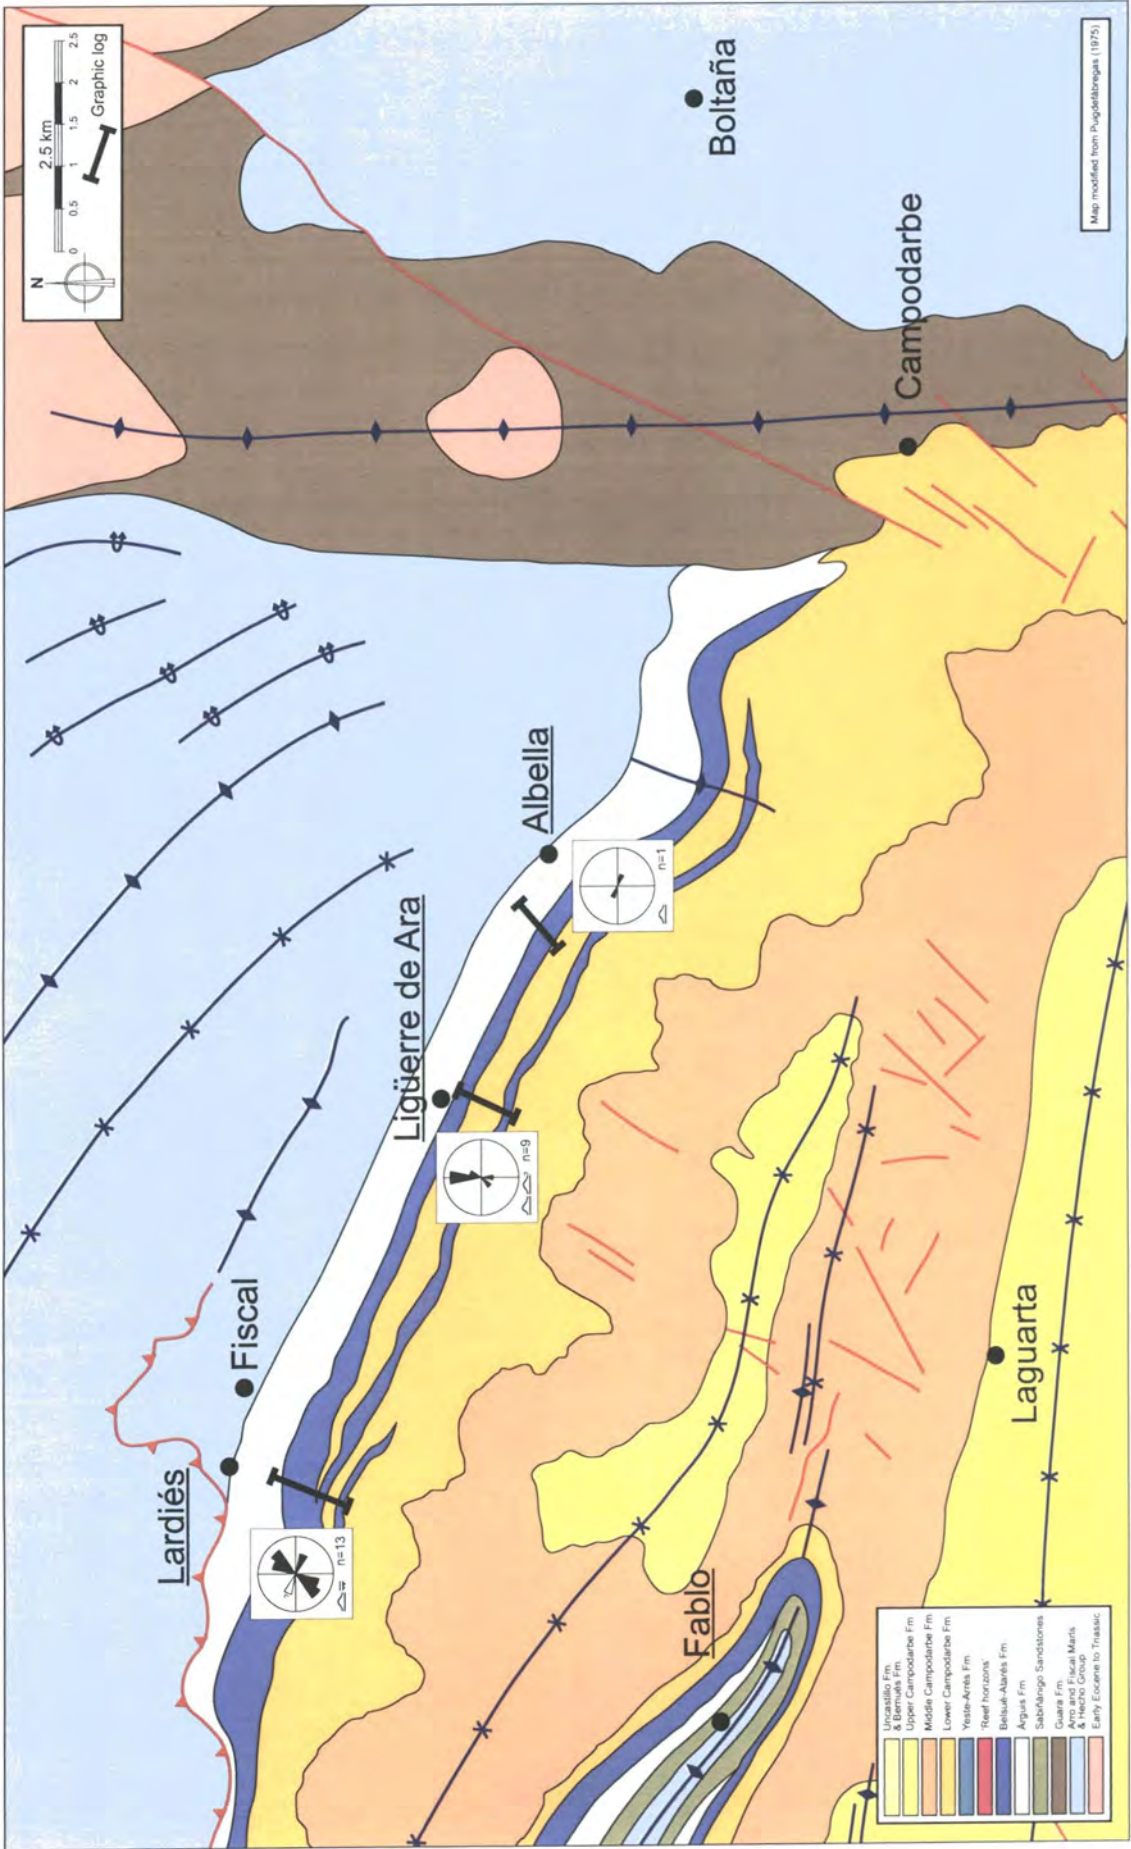 N
2.5 km
0
0.5
1
1.5
2
2.5
Graphic log
Boltaña
Campodarbe
Albella
n=1
Ligüerre de Ara
n=9
Fiscal
Lardiés
n=13
Laguarta
Fablo
Uncastillo Fm.
& Bernués Fm.
Upper Campodarbe Fm
Middle Campodarbe Fm
Lower Campodarbe Fm
Yeste-Arrés Fm.
'Reef horizons'
Belsué-Atarés Fm.
Arguis Fm
Sabiñánigo Sandstones
Guara Fm.
Arro and Fiscal Marls
& Hecho Group
Early Eocene to Triassic
Map modified from Puigdefàbregas (1975)